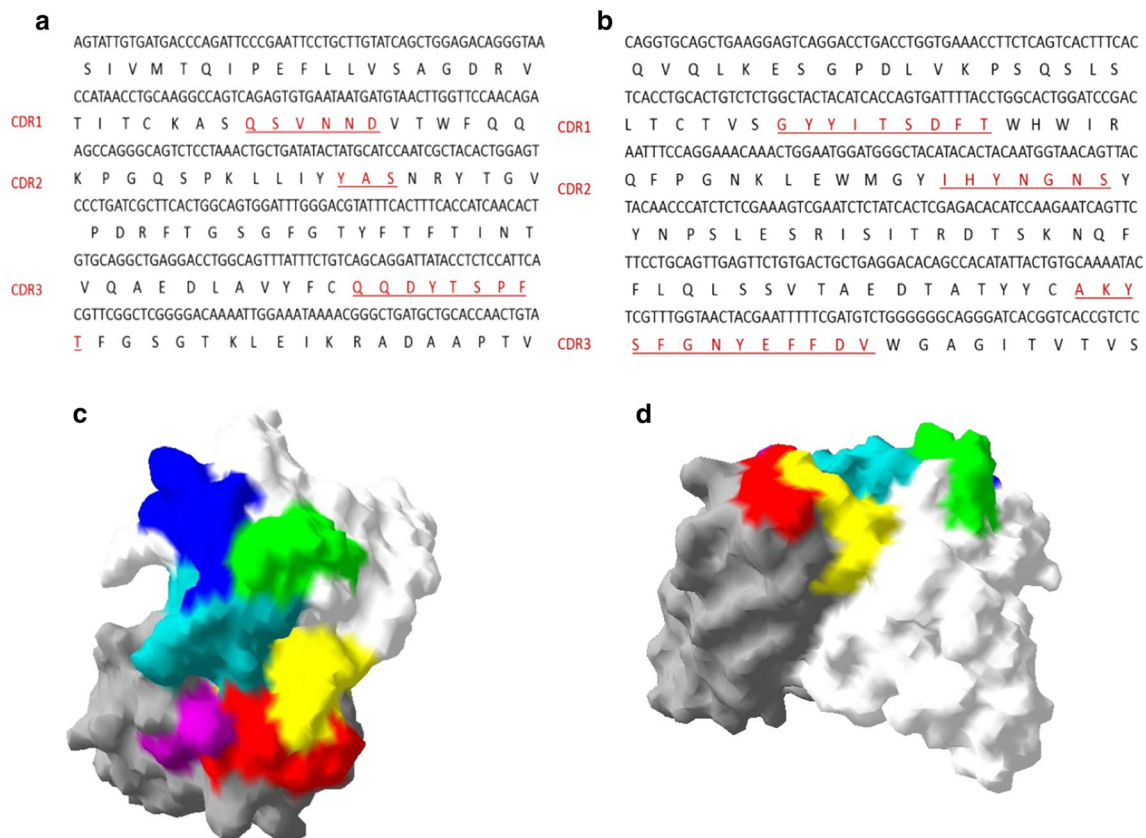 a
AGTATTGTGATGACCCAGATTCCCGAATTCCTGCTTGTATCAGCTGGAGACAGGGTAA
S I V M T Q I P E F L L V S A G D R V
CCATAACCTGCAAGGCCAGTCAGAGTGTGAATAATGATGTAACTTGGTTCCAACAGA
CDR1 T I T C K A S Q S V N N D V T W F Q Q
AGCCAGGGCAGTCTCCTAAACTGCTGATATACTATGCATCCAATCGCTACACTGGAGT
CDR2 K P G Q S P K L L I Y Y A S N R Y T G V
CCCTGATCGCTTCACTGGCAGTGGATTTGGGACGTATTTCACTTTCACCATCAACACT
P D R F T G S G F G T Y F T F T I N T
GTGCAGGCTGAGGACCTGGCAGTTTATTTCTGTCAGCAGGATTATACCTCTCCATTCA
CDR3 V Q A E D L A V Y F C Q Q D Y T S P F
CGTTCGGCTCGGGGACAAAATTGGAAATAAAACGGGCTGATGCTGCACCAACTGTA
T F G S G T K L E I K R A D A A P T V
b
CAGGTGCAGCTGAAGGAGTCAGGACCTGACCTGGTGAAACCTTCTCAGTCACTTTCAC
Q V Q L K E S G P D L V K P S Q S L S
TCACCTGCACTGTCTCTGGCTACTACATCACCAGTGATTTTACCTGGCACTGGATCCGAC
CDR1 L T C T V S G Y Y I T S D F T W H W I R
AATTTCCAGGAAACAAACTGGAATGGATGGGCTACATACACTACAATGGTAACAGTTAC
CDR2 Q F P G N K L E W M G Y I H Y N G N S Y
TACAACCCATCTCTCGAAAGTCGAATCTCTATCACTCGAGACACATCCAAGAATCAGTTC
Y N P S L E S R I S I T R D T S K N Q F
TTCCTGCAGTTGAGTTCTGTGACTGCTGAGGACACAGCCACATATTACTGTGCAAAATAC
F L Q L S S V T A E D T A T Y Y C A K Y
TCGTTTGGTAACTACGAATTTTTCGATGTCTGGGGGGCAGGGATCACGGTCACCGTCTC
CDR3 S F G N Y E F F D V W G A G I T V T V S
c
d